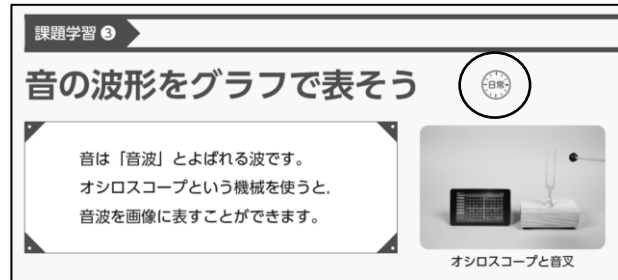 課題学習 ❸
音の波形をグラフで表そう
日常
音は「音波」とよばれる波です。
オシロスコープという機械を使うと,
音波を画像に表すことができます。
オシロスコープと音叉